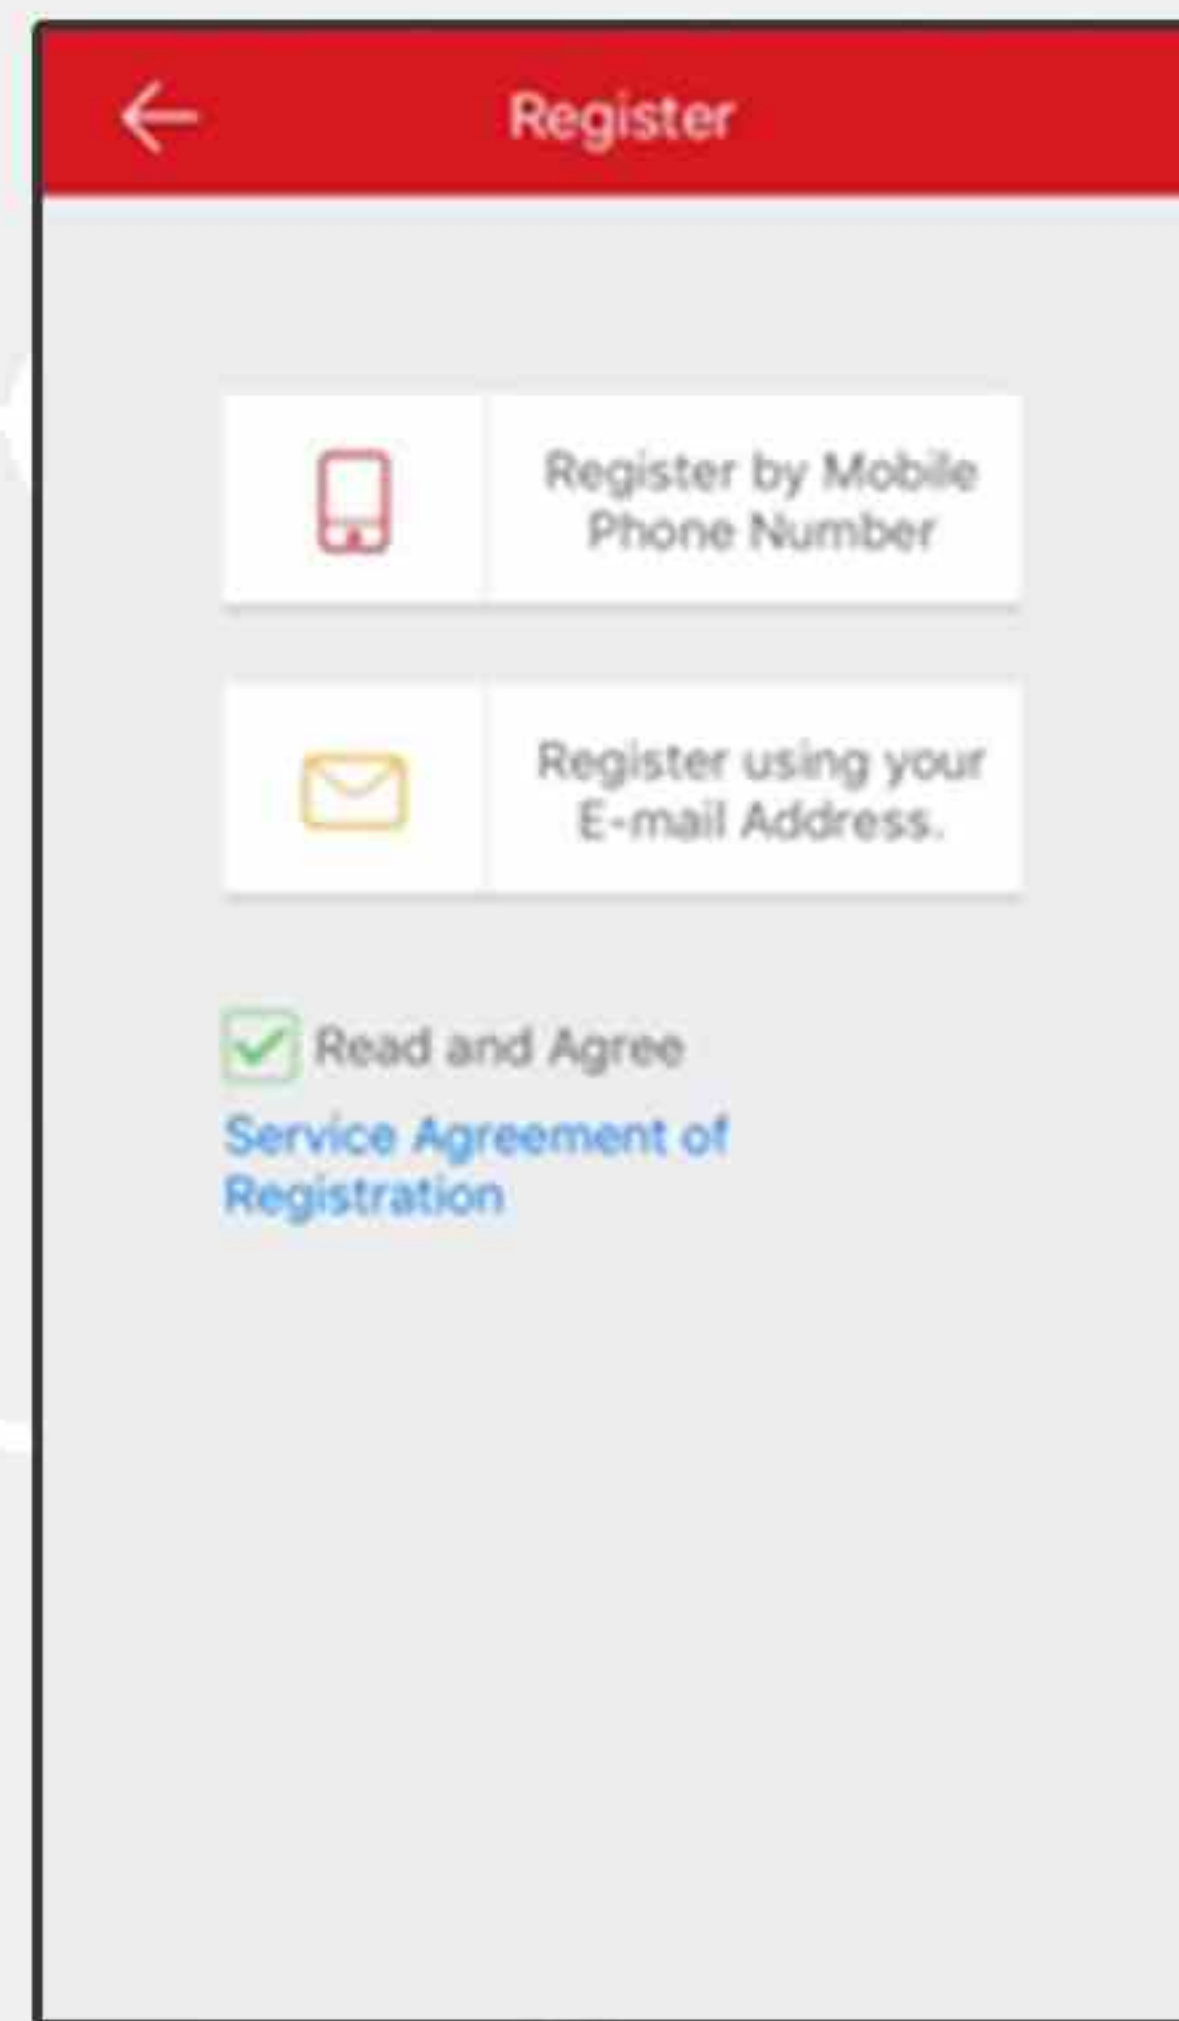 Register
Register by Mobile
Phone Number
Register using your
E-mail Address.
Read and Agree
Service Agreement of
Registration